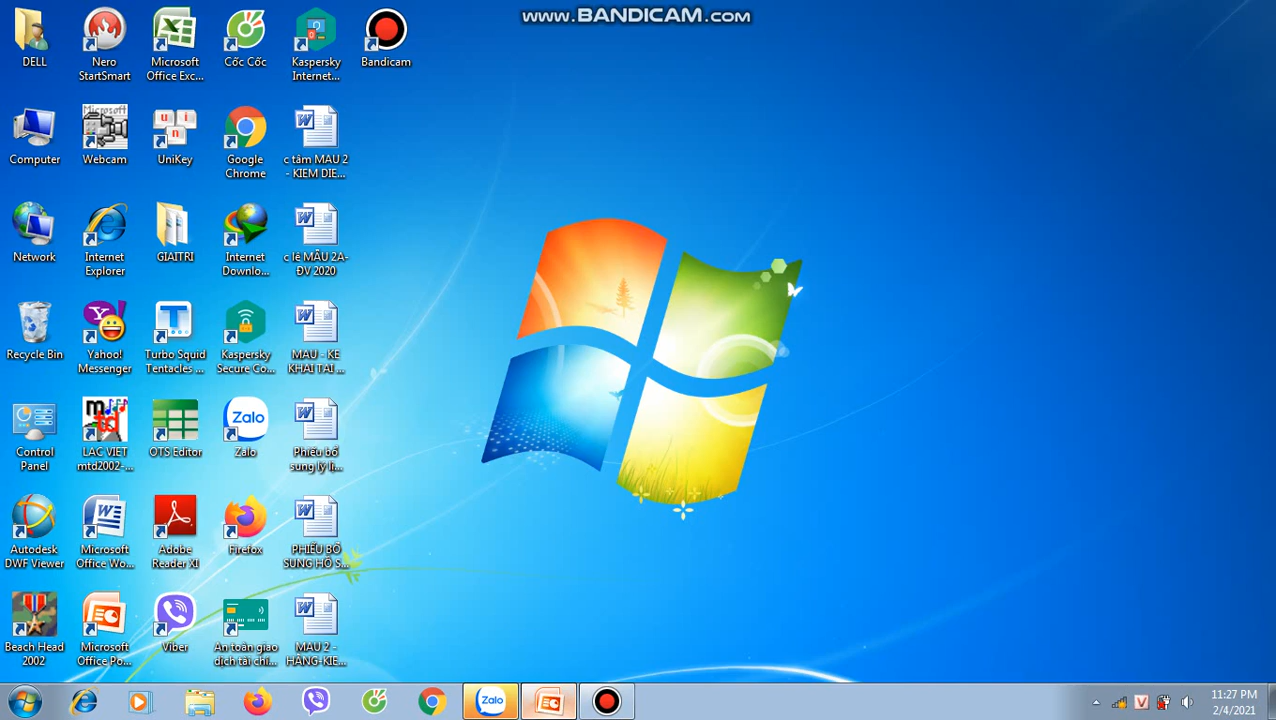 www.BANDICAM.com
DELL
Nero
StartSmart
Microsoft
Office Exc...
Cốc Cốc
Kaspersky
Internet...
Bandicam
Computer
Microsoft
Webcam
u i
n
UniKey
Google
Chrome
c tâm MAU 2
- KIEM DIE...
Network
Internet
Explorer
GIAITRI
Internet
Downlo...
c lê MẪU 2A-
ĐV 2020
Recycle Bin
Yahoo!
Messenger
Turbo Squid
Tentacles ...
Kaspersky
Secure Co...
MAU - KE
KHAI TAI ...
Control
Panel
LAC VIET
mtd2002-...
OTS Editor
Zalo
Zalo
Phiếu bổ
sung lý lị...
Autodesk
DWF Viewer
Microsoft
Office Wo...
Adobe
Reader XI
Firefox
PHIẾU BỔ
SUNG HỒ S...
Beach Head
2002
Microsoft
Office Po...
Viber
An toàn giao
dịch tài chí...
MAU 2 -
HẰNG-KIE...
Zalo
11:27 PM
2/4/2021